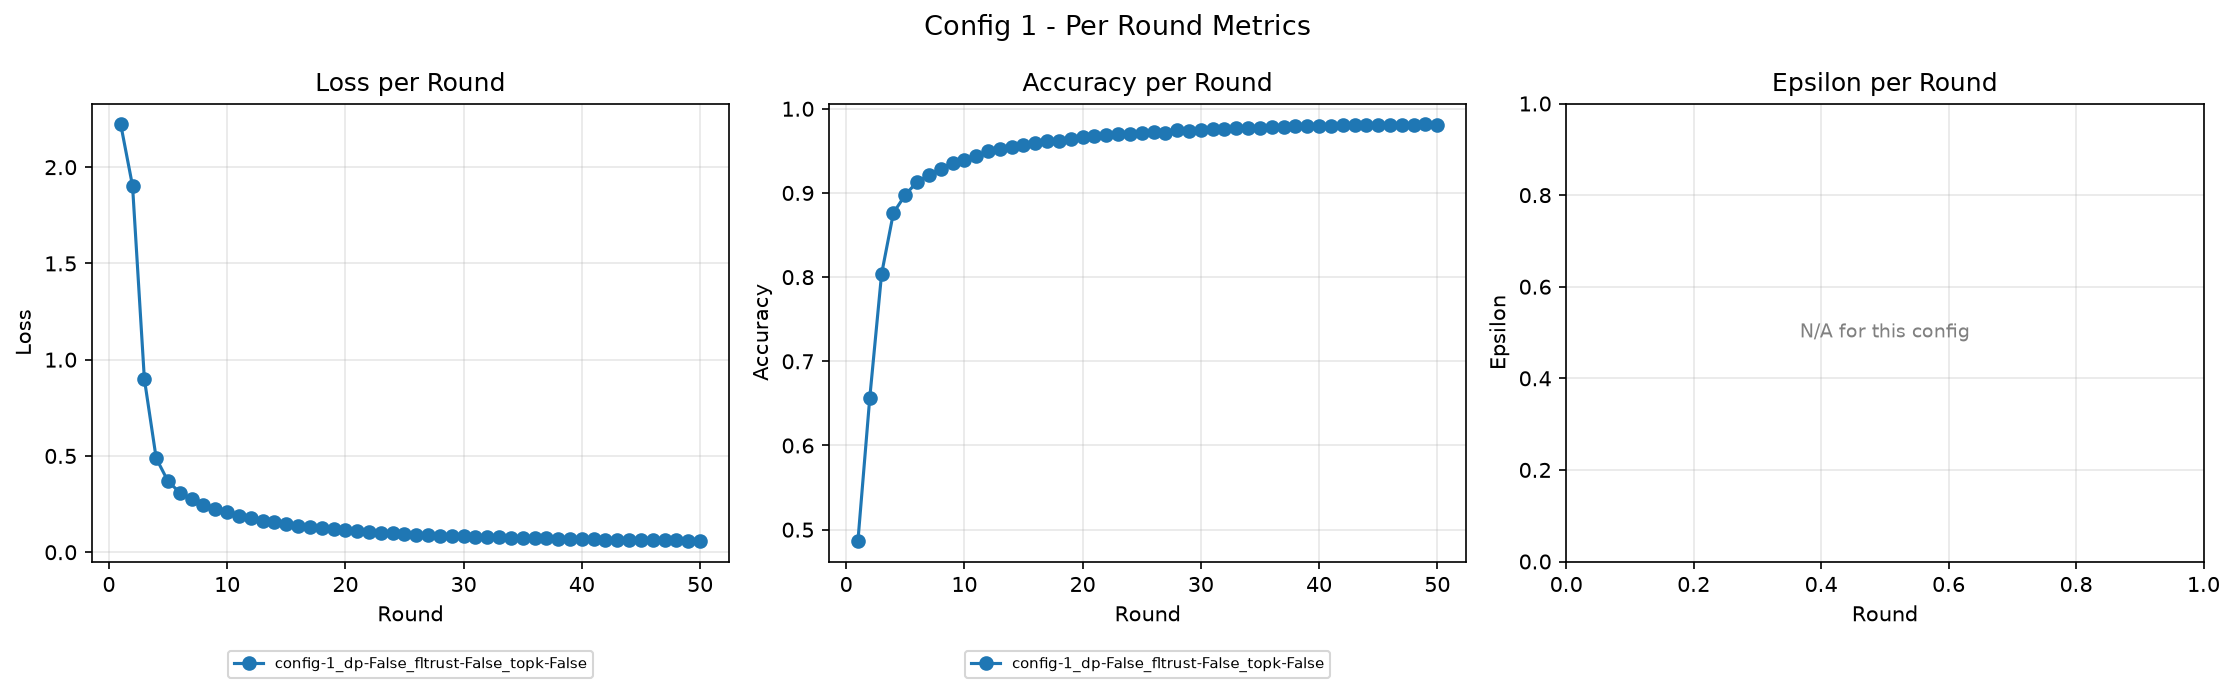 Config 1 - Per Round Metrics
Loss per Round
Loss
2.0
1.5
1.0
0.5
0.0
0 10 20 30 40 50
Round
config-1_dp-False_fltrust-False_topk-False
Accuracy per Round
Accuracy
1.0
0.9
0.8
0.7
0.6
0.5
0 10 20 30 40 50
Round
config-1_dp-False_fltrust-False_topk-False
Epsilon per Round
Epsilon
1.0
0.8
0.6
0.4
0.2
0.0
N/A for this config
0.0 0.2 0.4 0.6 0.8 1.0
Round